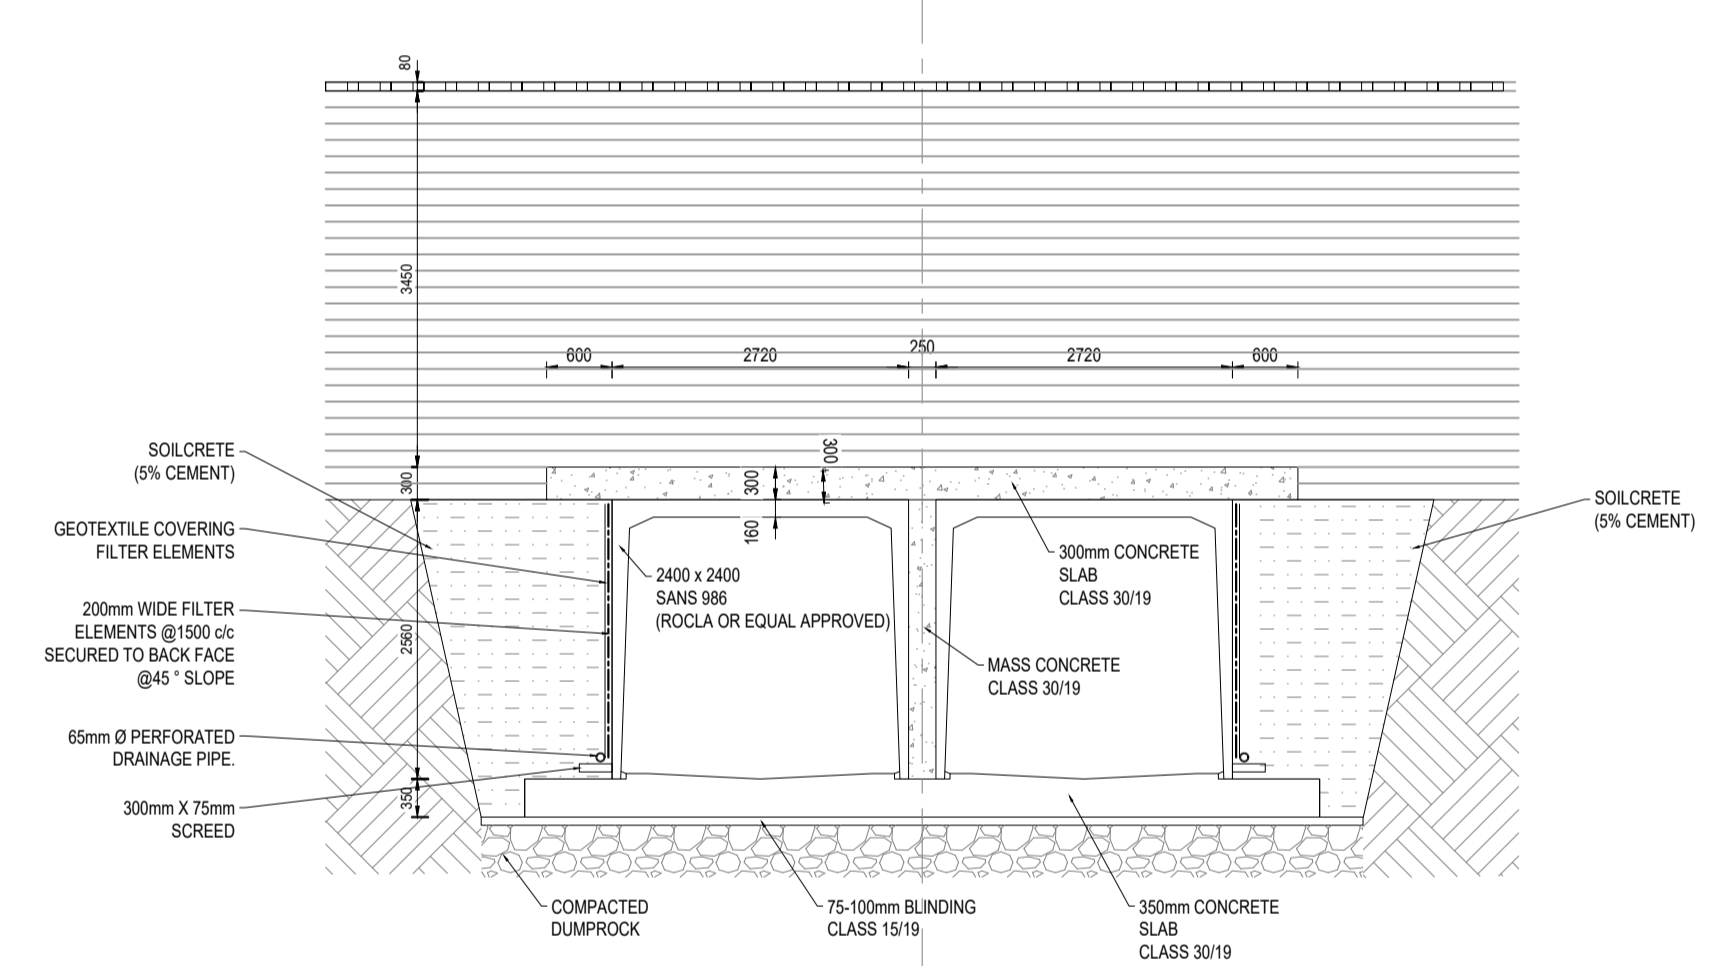 80
3450
600
2720
250
2720
600
SOILCRETE
(5% CEMENT)
300
300
300
160
SOILCRETE
(5% CEMENT)
GEOTEXTILE COVERING
FILTER ELEMENTS
300mm CONCRETE
SLAB
CLASS 30/19
2400 x 2400
SANS 986
(ROCLA OR EQUAL APPROVED)
200mm WIDE FILTER
ELEMENTS @1500 c/c
SECURED TO BACK FACE
@45 ° SLOPE
2560
MASS CONCRETE
CLASS 30/19
65mm Ø PERFORATED
DRAINAGE PIPE.
300mm X 75mm
SCREED
350
COMPACTED
DUMPROCK
75-100mm BLINDING
CLASS 15/19
350mm CONCRETE
SLAB
CLASS 30/19